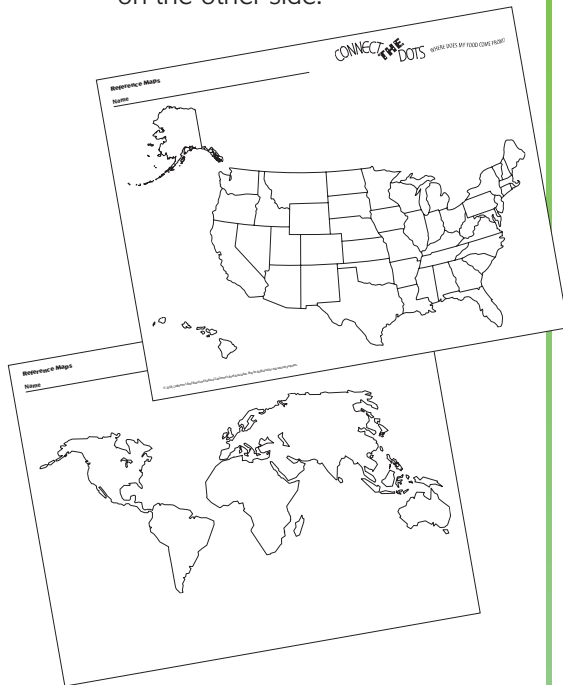 on the other side.
CONNECT THE DOTS WHERE DOES MY FOOD COME FROM?
Reference Maps
Name
Reference Maps
Name